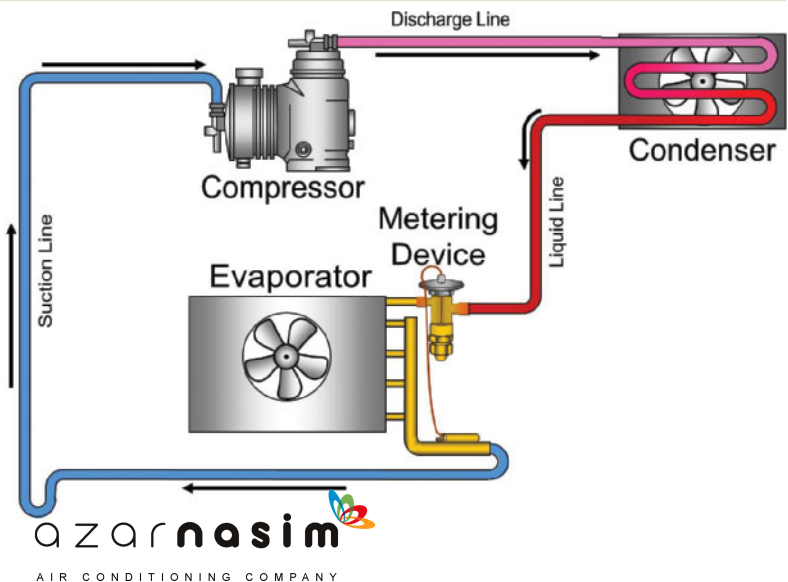 Discharge Line
Compressor
Condenser
Suction Line
Liquid Line
Metering
Device
Evaporator
azarnasim
AIR CONDITIONING COMPANY